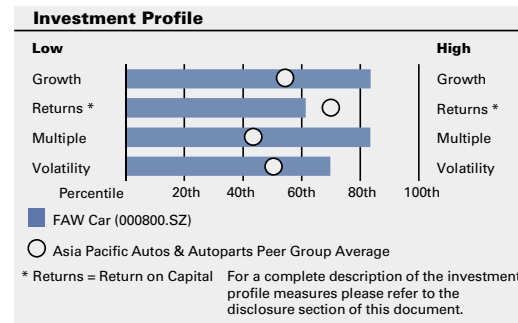 Investment Profile
Low High
Growth Growth
Returns * Returns *
Multiple Multiple
Volatility Volatility
Percentile 20th 40th 60th 80th 100th
FAW Car (000800.SZ)
Asia Pacific Autos & Autoparts Peer Group Average
* Returns = Return on Capital For a complete description of the investment
profile measures please refer to the
disclosure section of this document.